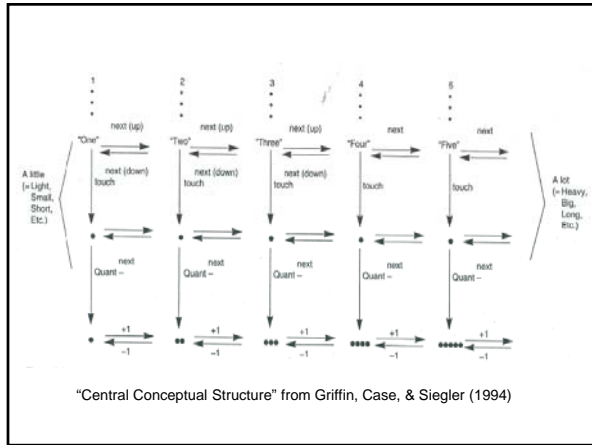 1 2 3 4 5
next (up) next (up) next (up) next next
"One" "Two" "Three" "Four" "Five"
next (down) next (down) next (down)
touch touch touch touch touch
A little
(= Light,
Small,
Short,
Etc.)
A lot
(= Heavy,
Big,
Long,
Etc.)
next next next next next
Quant – Quant – Quant – Quant – Quant –
+1 +1 +1 +1 +1
–1 –1 –1 –1 –1
"Central Conceptual Structure" from Griffin, Case, & Siegler (1994)